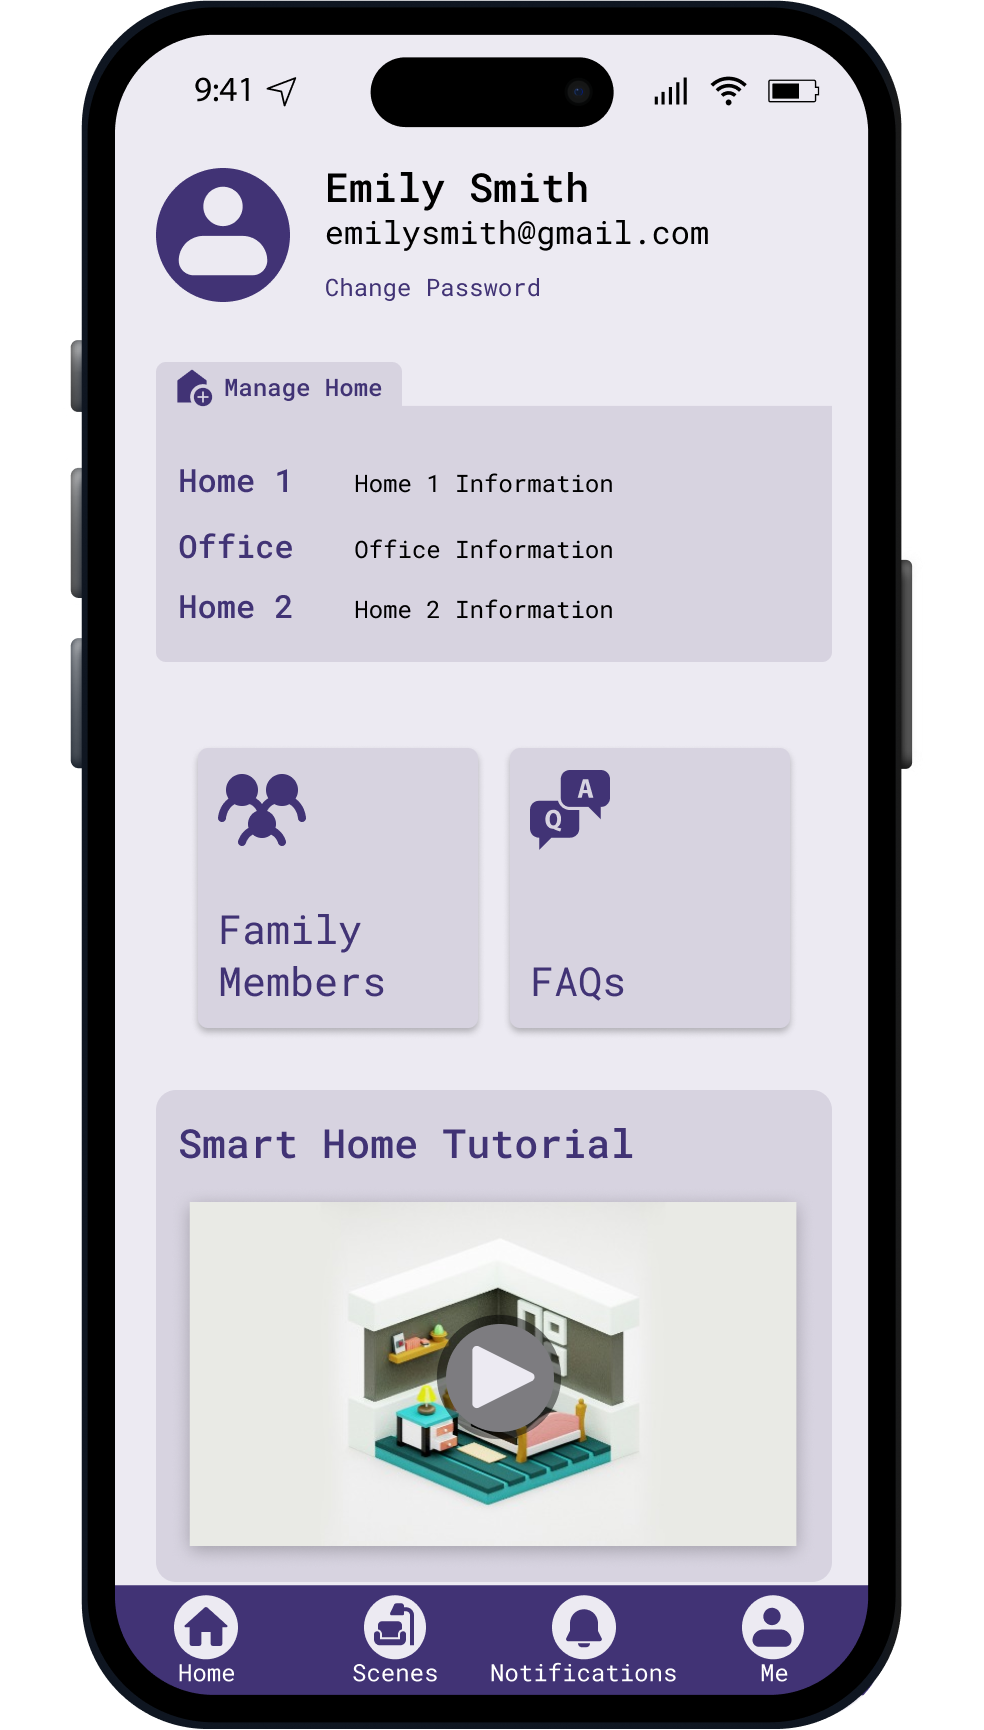 9:41
Emily Smith
emilysmith@gmail.com
Change Password
Manage Home
Home 1 Home 1 Information
Office Office Information
Home 2 Home 2 Information
A
Q
Family
Members
FAQs
Smart Home Tutorial
Home Scenes Notifications Me